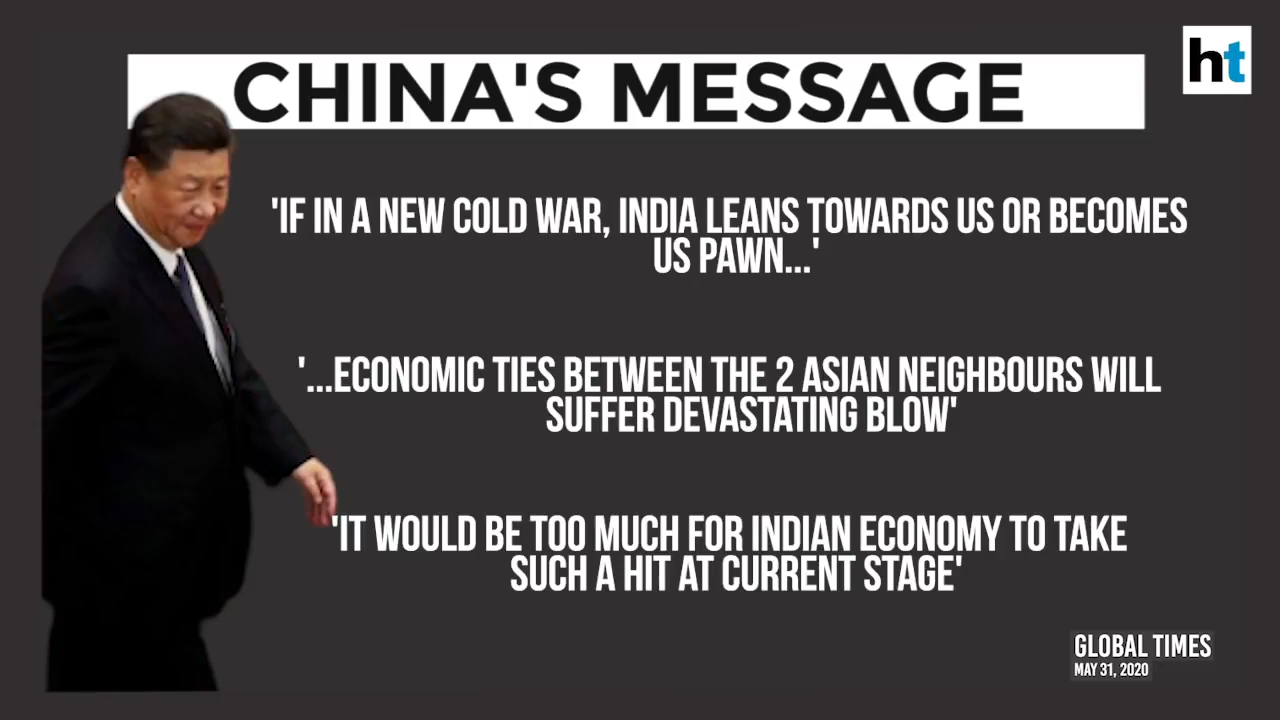 ht
CHINA'S MESSAGE
'IF IN A NEW COLD WAR, INDIA LEANS TOWARDS US OR BECOMES
US PAWN...'
'...ECONOMIC TIES BETWEEN THE 2 ASIAN NEIGHBOURS WILL
SUFFER DEVASTATING BLOW'
'IT WOULD BE TOO MUCH FOR INDIAN ECONOMY TO TAKE
SUCH A HIT AT CURRENT STAGE'
GLOBAL TIMES
MAY 31, 2020